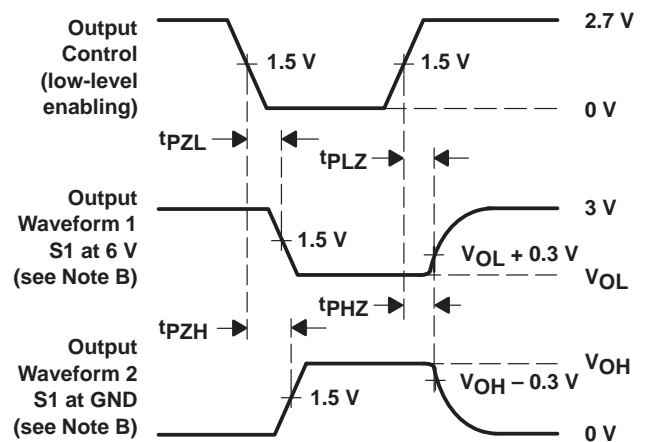 Output
Control
(low-level
enabling)
2.7 V
1.5 V
1.5 V
0 V
tPZL
tPLZ
Output
Waveform 1
S1 at 6 V
(see Note B)
3 V
1.5 V
VOL + 0.3 V
VOL
tPZH
tPHZ
Output
Waveform 2
S1 at GND
(see Note B)
VOH
1.5 V
VOH – 0.3 V
0 V